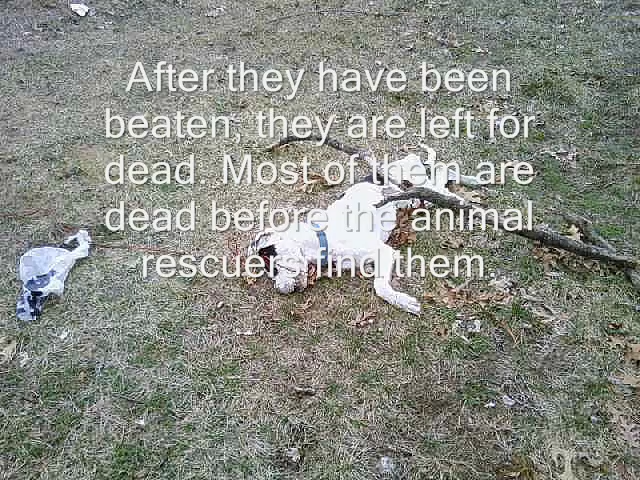 After they have been
beaten, they are left for
dead. Most of them are
dead before the animal
rescuers find them.